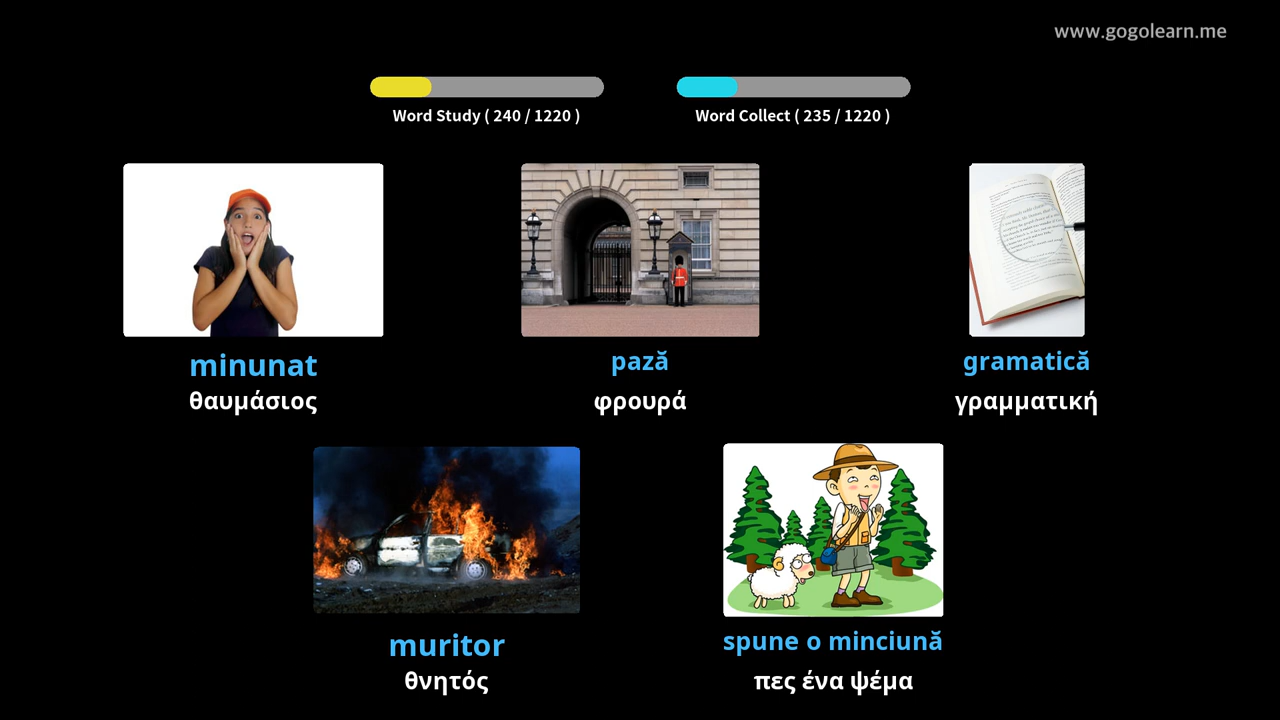 www.gogolearn.me
Word Study ( 240 / 1220 )
Word Collect ( 235 / 1220 )
minunat
θαυμάσιος
pază
φρουρά
gramatică
γραμματική
muritor
θνητός
spune o minciună
πες ένα ψέμα